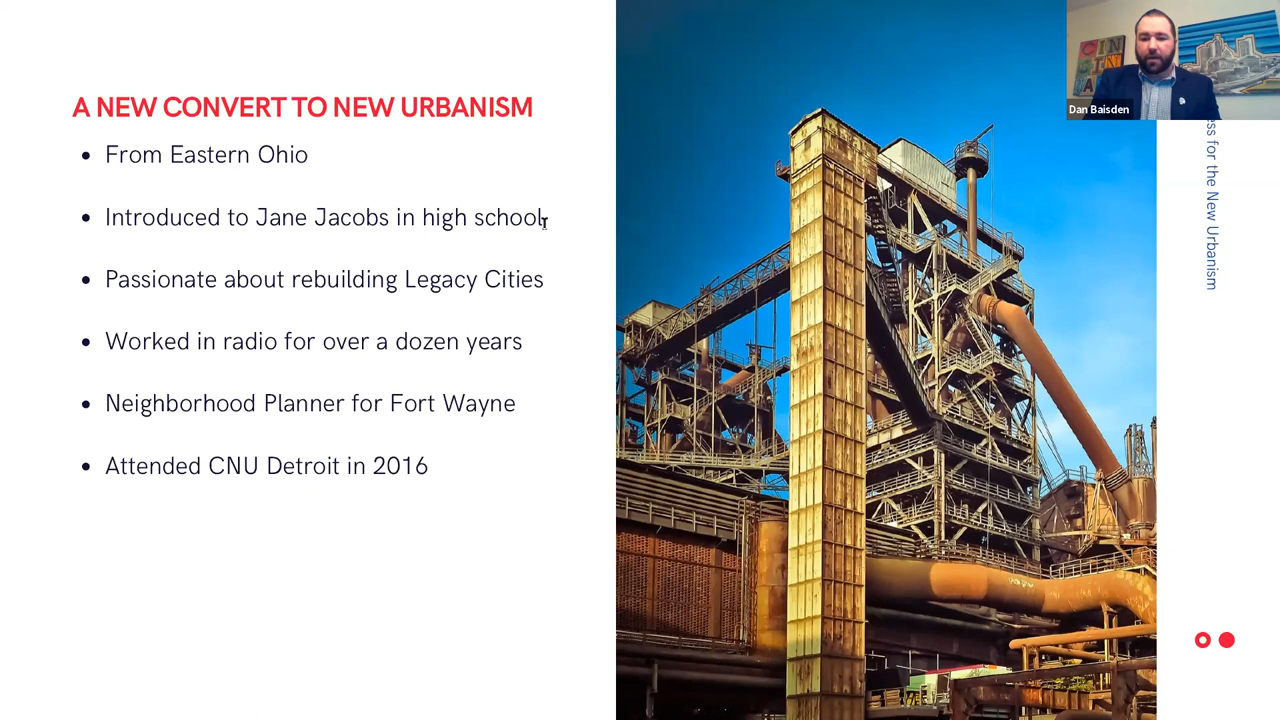 A NEW CONVERT TO NEW URBANISM
• From Eastern Ohio
• Introduced to Jane Jacobs in high school
• Passionate about rebuilding Legacy Cities
• Worked in radio for over a dozen years
• Neighborhood Planner for Fort Wayne
• Attended CNU Detroit in 2016
Dan Baisden
for the New Urbanism